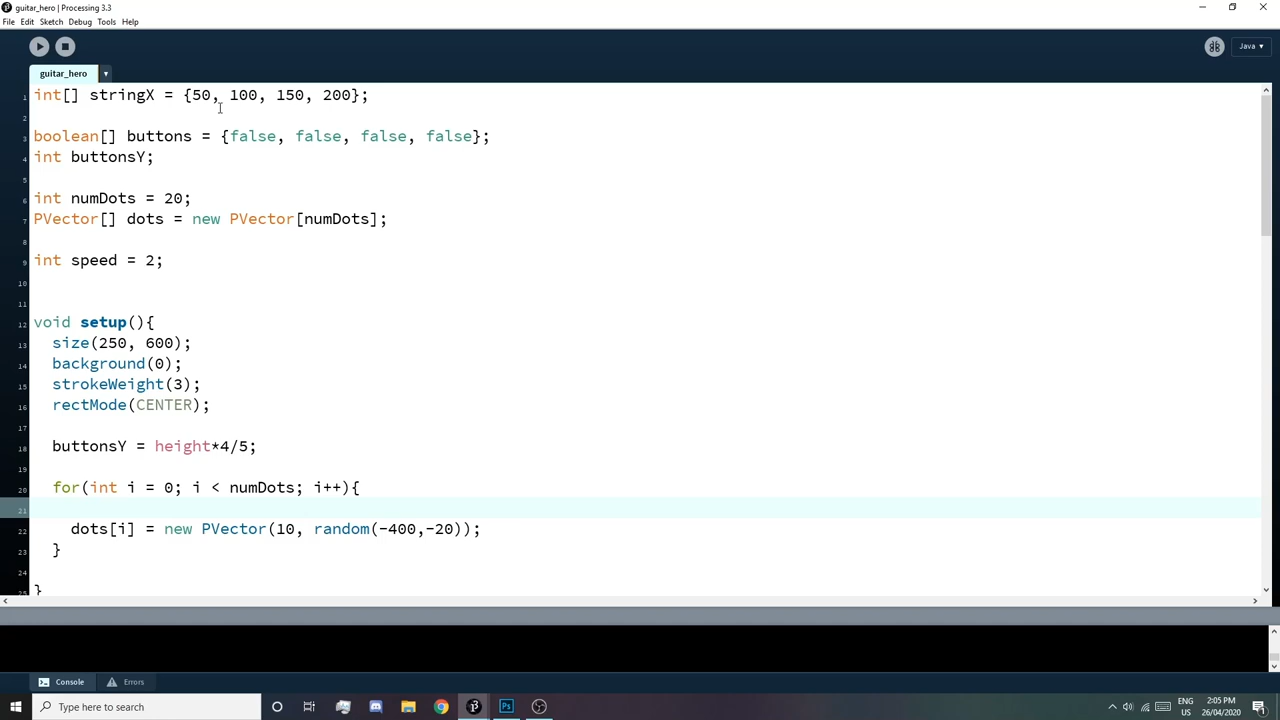 guitar_hero | Processing 3.3
File Edit Sketch Debug Tools Help
Java ▾
guitar_hero ▾
1 int[] stringX = {50, 100, 150, 200};
2
3 boolean[] buttons = {false, false, false, false};
4 int buttonsY;
5
6 int numDots = 20;
7 PVector[] dots = new PVector[numDots];
8
9 int speed = 2;
10
11
12 void setup(){
13 size(250, 600);
14 background(0);
15 strokeWeight(3);
16 rectMode(CENTER);
17
18 buttonsY = height*4/5;
19
20 for(int i = 0; i < numDots; i++){
21
22 dots[i] = new PVector(10, random(-400,-20));
23 }
24
25 }
Console Errors
Type here to search
ENG
US
2:05 PM
26/04/2020
1